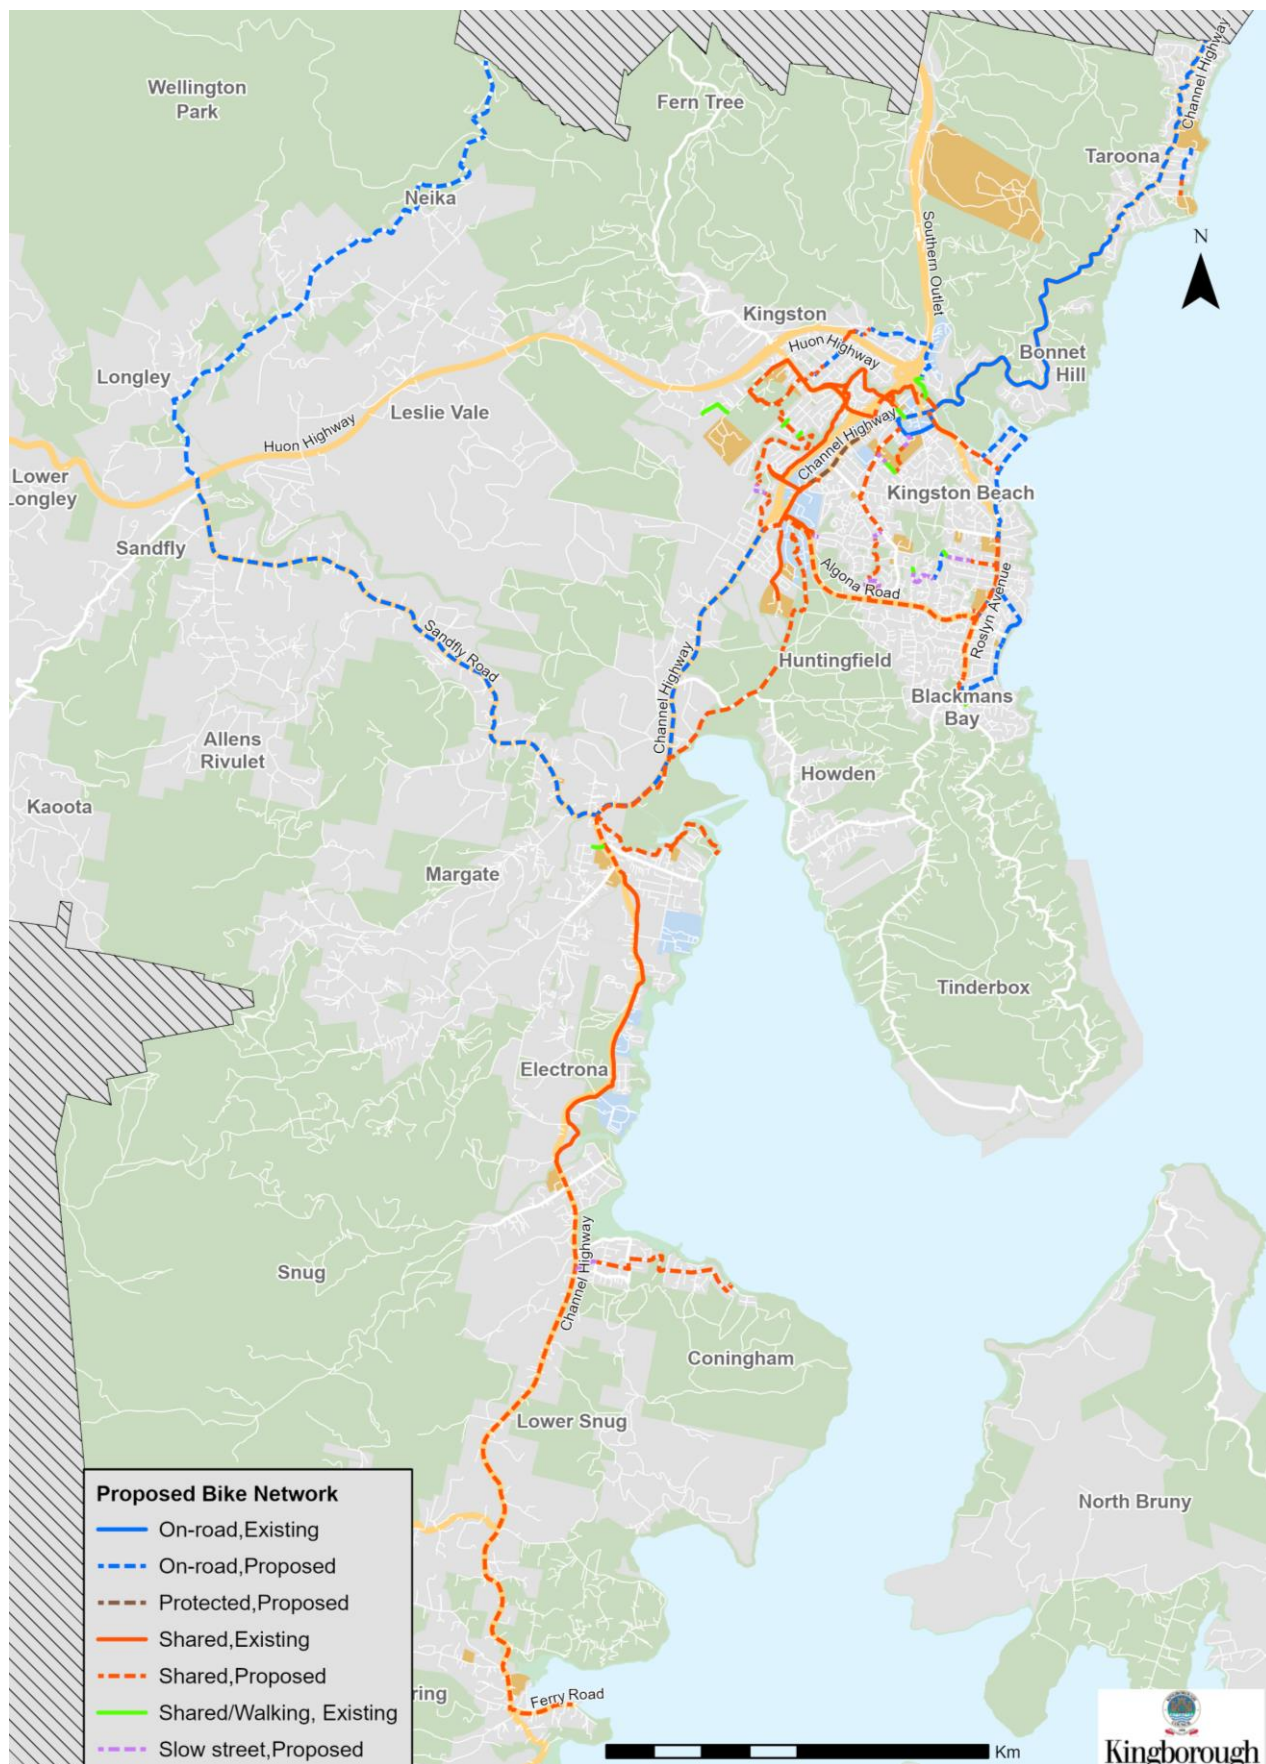 Wellington
Park
Fern Tree
Channel Highway
Taroona
Neika
Southern Outlet
N
Kingston
Huon Highway
Bonnet
Hill
Longley
Leslie Vale
Huon Highway
Channel Highway
Lower
Longley
Kingston Beach
Sandfly
Algona Road
Roslyn Avenue
Sandfly Road
Huntingfield
Channel Highway
Blackmans
Bay
Allens
Rivulet
Howden
Kaoota
Margate
Tinderbox
Electrona
Channel Highway
Snug
Coningham
Lower Snug
North Bruny
Proposed Bike Network
On-road,Existing
On-road,Proposed
Protected,Proposed
Shared,Existing
Shared,Proposed
Shared/Walking, Existing
Slow street,Proposed
ring
Ferry Road
Km
Kingborough